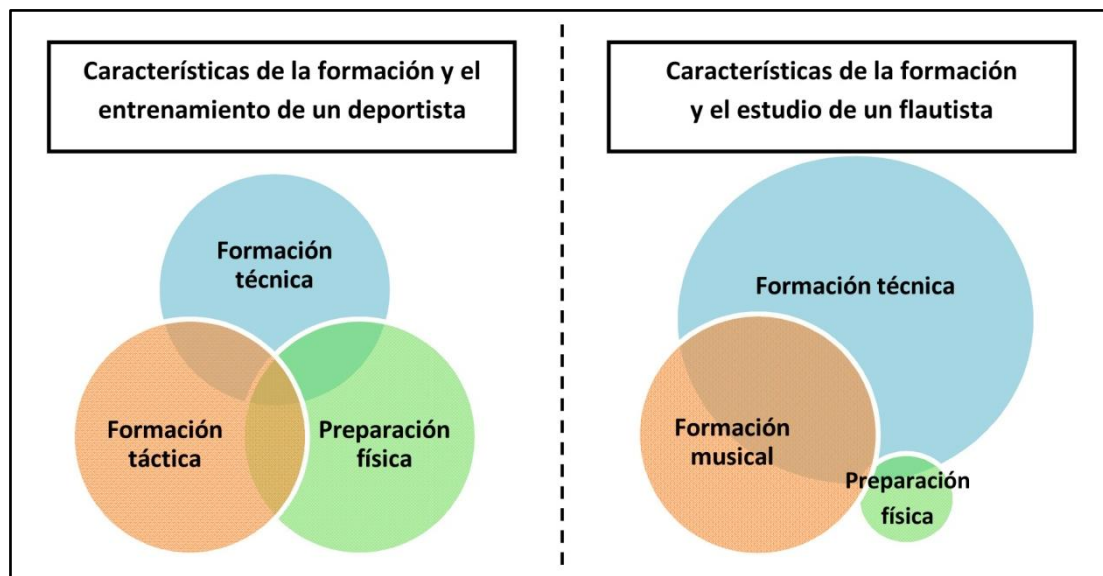 Características de la formación y el
entrenamiento de un deportista
Formación
técnica
Formación
táctica
Preparación
física
Características de la formación
y el estudio de un flautista
Formación técnica
Formación
musical
Preparación
física